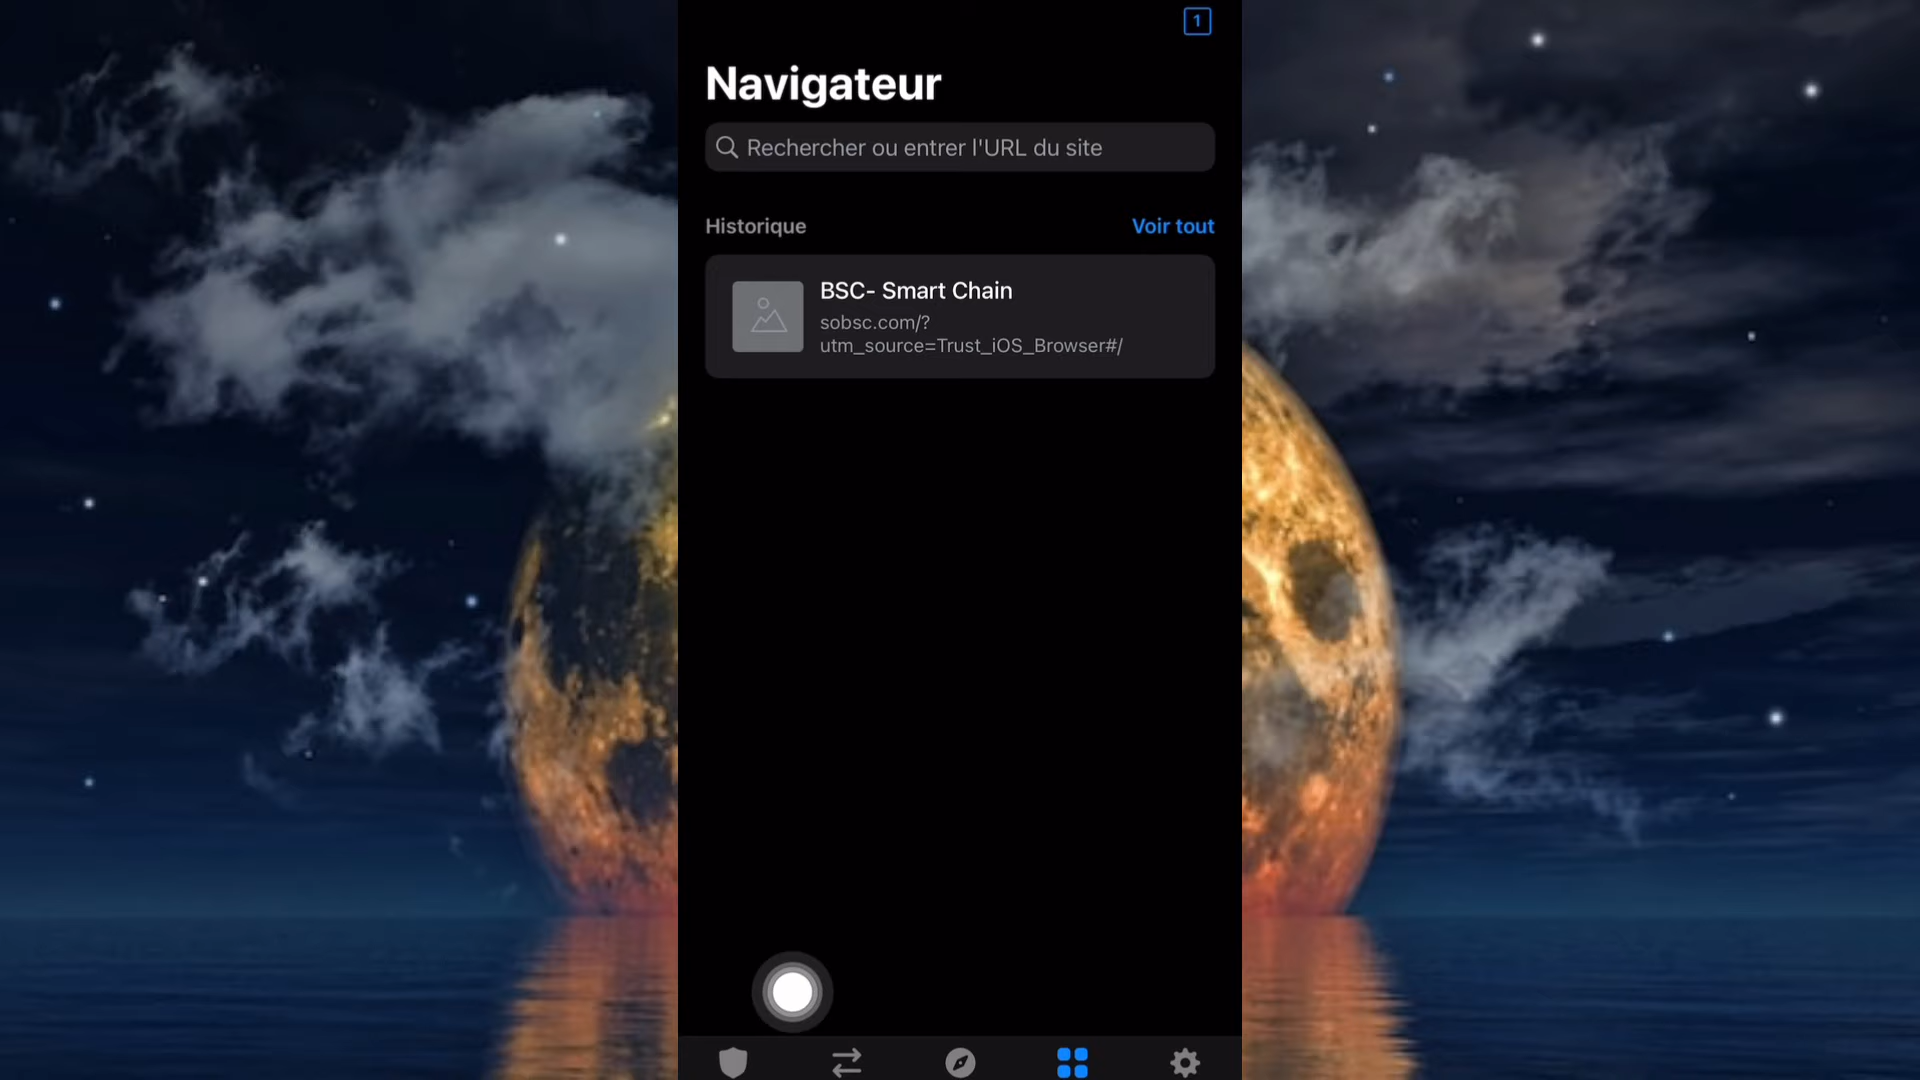 1
Navigateur
Rechercher ou entrer l'URL du site
Historique
Voir tout
BSC- Smart Chain
sobsc.com/?
utm_source=Trust_iOS_Browser#/